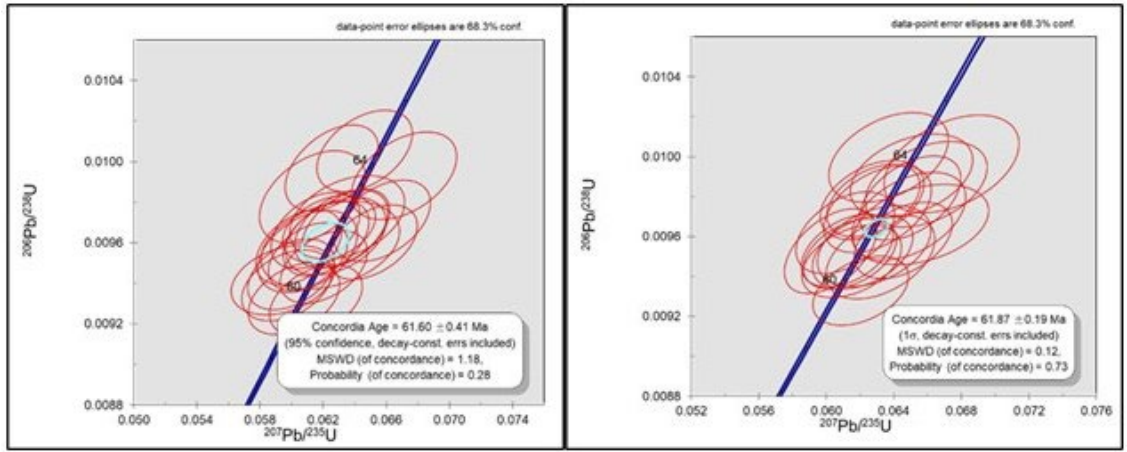 data-point error ellipses are 68.3% conf.
0.0104
0.0100
0.0096
0.0092
0.0088
206Pb/238U
64
60
Concordia Age = 61.60 ±0.41 Ma
(95% confidence, decay-const. errs included)
MSWD (of concordance) = 1.18,
Probability (of concordance) = 0.28
0.050 0.054 0.058 0.062 0.066 0.070 0.074
207Pb/235U
data-point error ellipses are 68.3% conf.
0.0104
0.0100
0.0096
0.0092
0.0088
206Pb/238U
64
60
Concordia Age = 61.87 ±0.19 Ma
(1σ, decay-const. errs included)
MSWD (of concordance) = 0.12,
Probability (of concordance) = 0.73
0.052 0.056 0.060 0.064 0.068 0.072 0.076
207Pb/235U